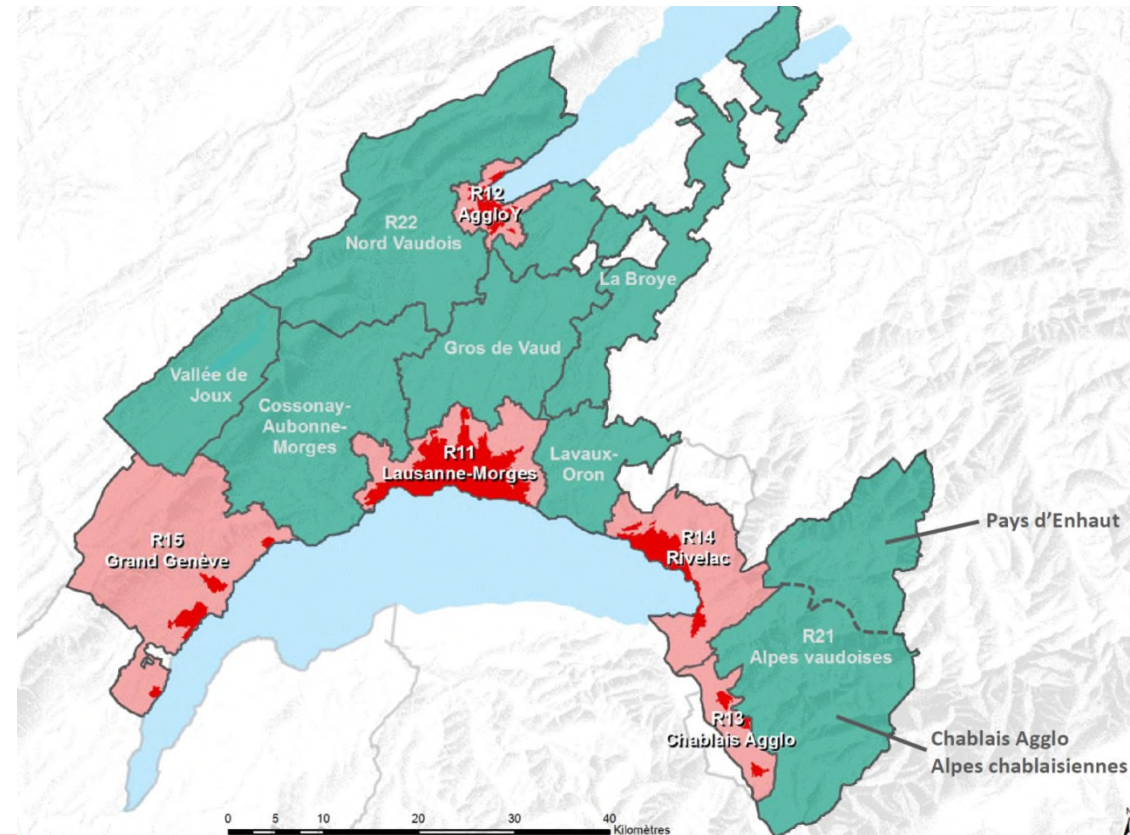 R12
AggloY
R22
Nord Vaudois
La Broye
Gros de Vaud
Vallée de
Joux
Cossonay-
Aubonne-
Morges
R11
Lausanne-Morges
Lavaux-
Oron
Pays d'Enhaut
R14
Rivelac
R15
Grand Genève
R21
Alpes vaudoises
R13
Chablais Agglo
Chablais Agglo
Alpes chablaisiennes
0 5 10 20 30 40
Kilomètres